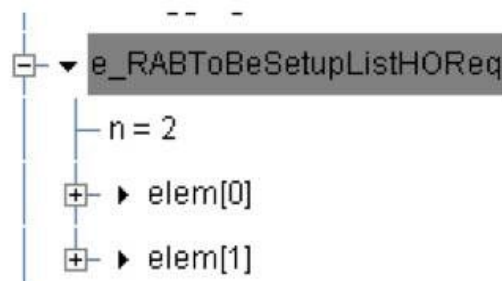 e_RABToBeSetupListHOReq
n = 2
elem[0]
elem[1]